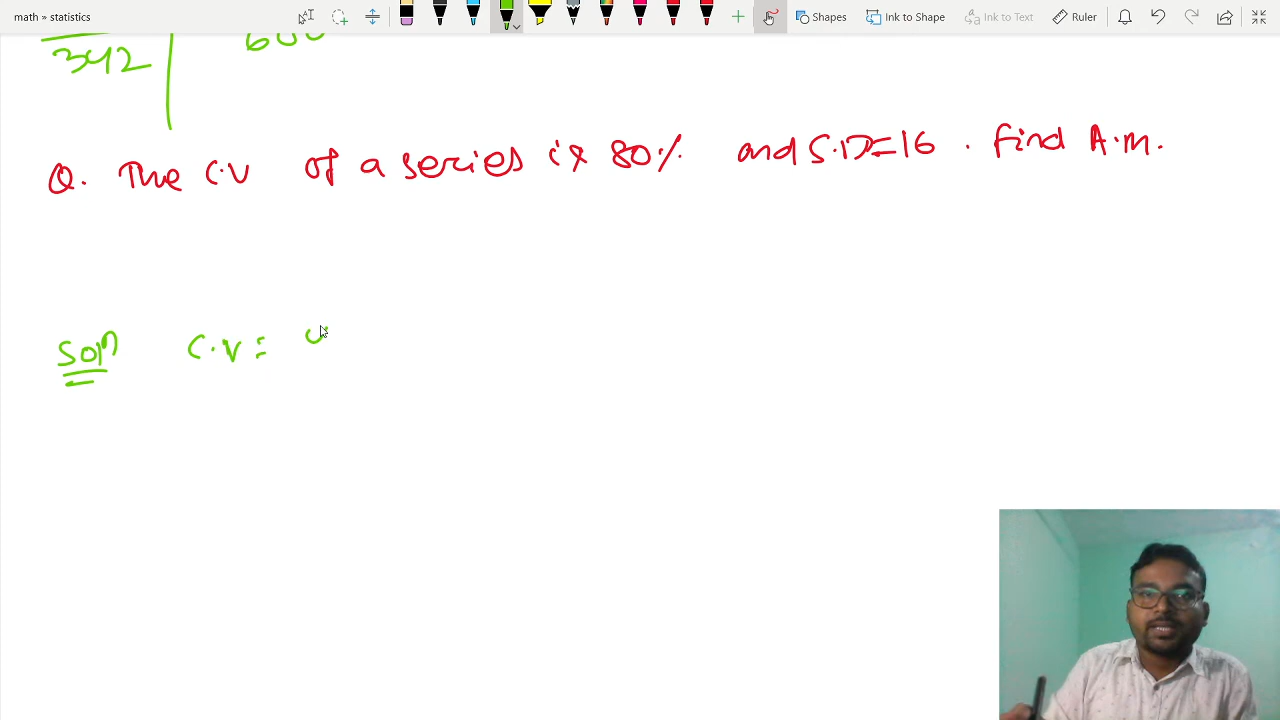 math » statistics
Shapes Ink to Shape Ink to Text Ruler
342
Q. The C.V of a series is 80% and S.D=16. Find A.M.
Soln C.V =